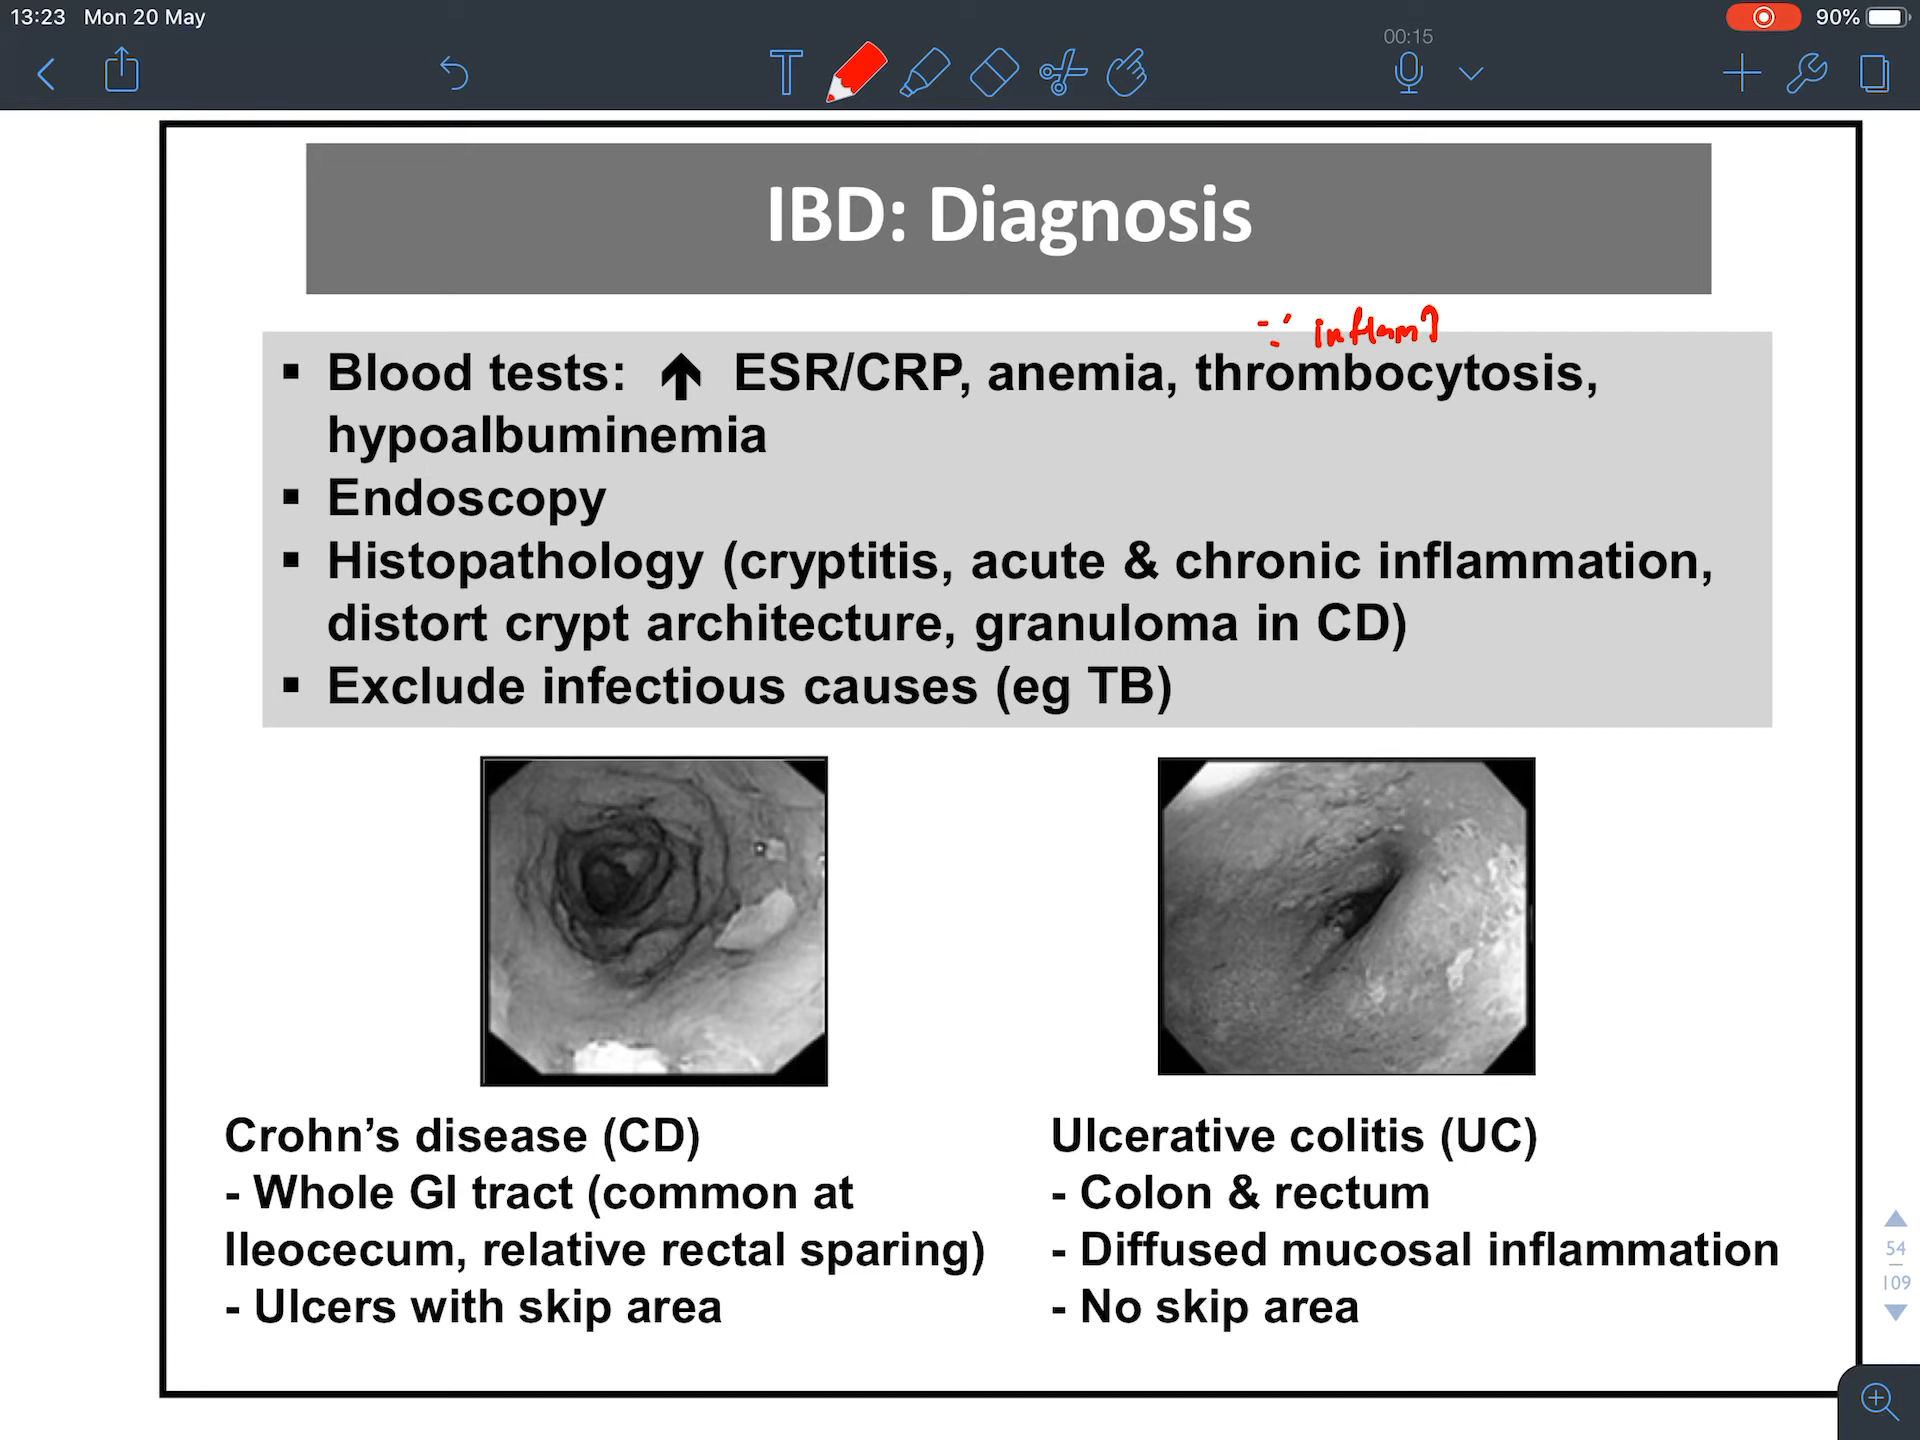 13:23 Mon 20 May
90%
00:15
IBD: Diagnosis
∵ inflam↑
▪ Blood tests: ↑ ESR/CRP, anemia, thrombocytosis,
hypoalbuminemia
▪ Endoscopy
▪ Histopathology (cryptitis, acute & chronic inflammation,
distort crypt architecture, granuloma in CD)
▪ Exclude infectious causes (eg TB)
Crohn’s disease (CD)
- Whole GI tract (common at
Ileocecum, relative rectal sparing)
- Ulcers with skip area
Ulcerative colitis (UC)
- Colon & rectum
- Diffused mucosal inflammation
- No skip area
54
109